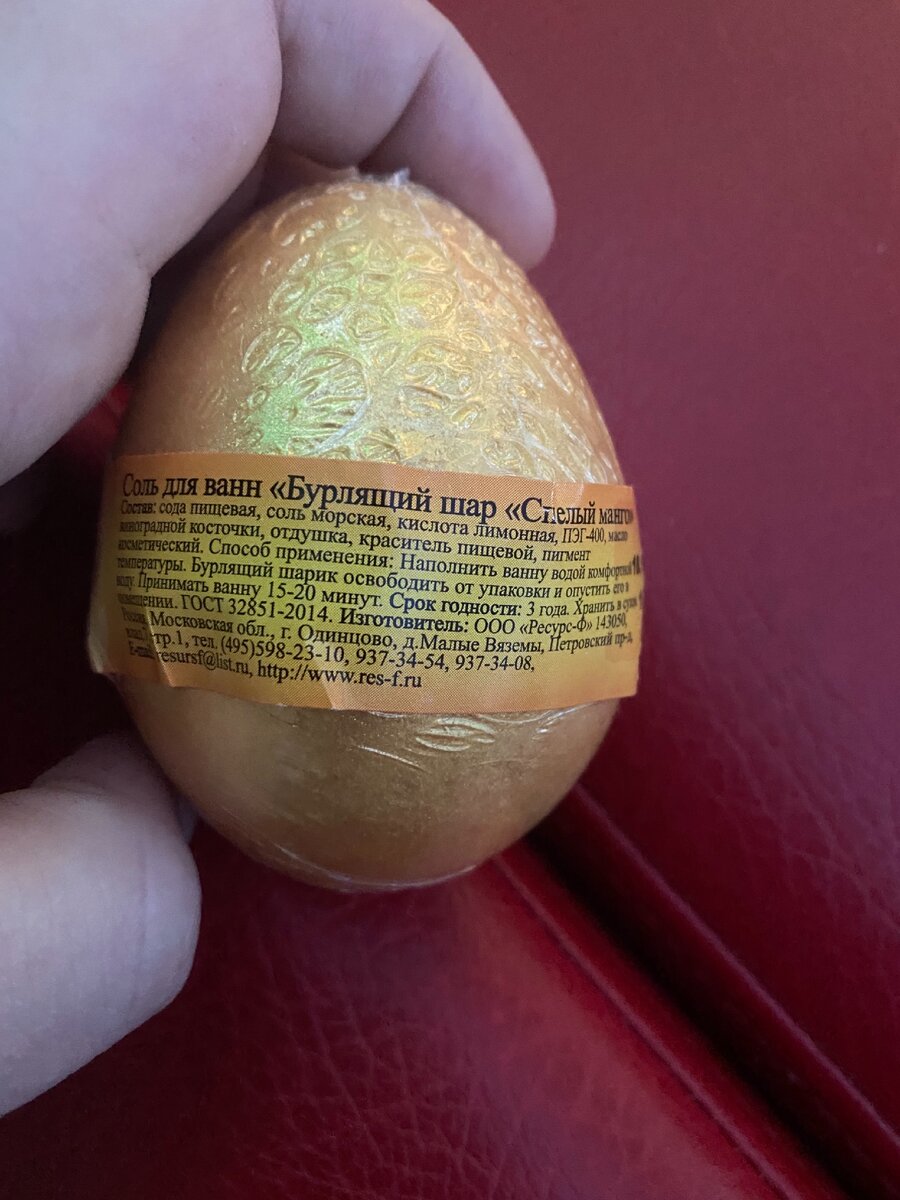 Соль для ванн «Бурлящий шар «Спелый манго»
Состав: сода пищевая, соль морская, кислота лимонная, ПЭГ-400, масло
виноградной косточки, отдушка, краситель пищевой, пигмент
косметический. Способ применения: Наполнить ванну водой комфортной
температуры. Бурлящий шарик освободить от упаковки и опустить его в
воду. Принимать ванну 15-20 минут. Срок годности: 3 года. Хранить в сухом
помещении. ГОСТ 32851-2014. Изготовитель: ООО «Ресурс-Ф» 143050,
Россия, Московская обл., г. Одинцово, д.Малые Вяземы, Петровский пр-д,
стр.1, тел. (495)598-23-10, 937-34-54, 937-34-08,
E-mail: resursf@list.ru, http://www.res-f.ru